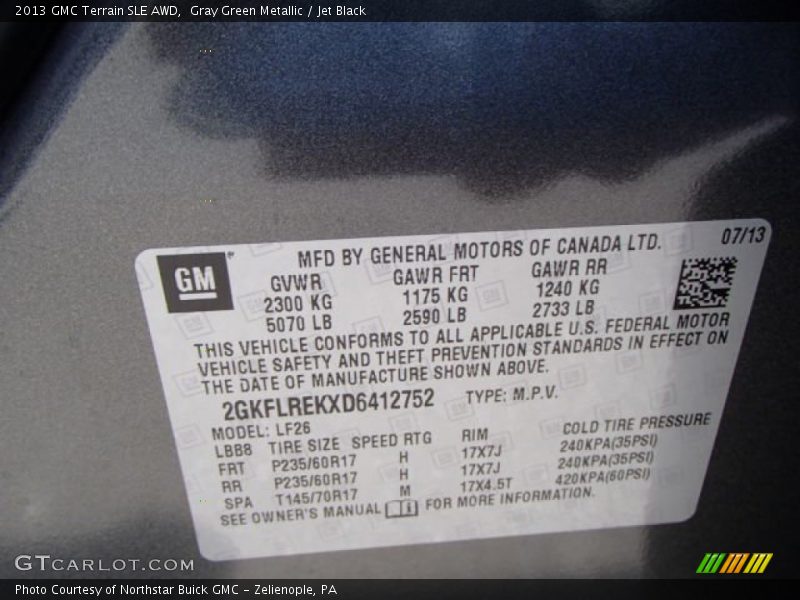 2013 GMC Terrain SLE AWD,  Gray Green Metallic / Jet Black
07/13
GM
MFD BY GENERAL MOTORS OF CANADA LTD.
GVWR GAWR FRT GAWR RR
2300 KG 1175 KG 1240 KG
5070 LB 2590 LB 2733 LB
THIS VEHICLE CONFORMS TO ALL APPLICABLE U.S. FEDERAL MOTOR
VEHICLE SAFETY AND THEFT PREVENTION STANDARDS IN EFFECT ON
THE DATE OF MANUFACTURE SHOWN ABOVE.
2GKFLREKXD6412752 TYPE: M.P.V.
MODEL: LF26
LBB8 TIRE SIZE SPEED RTG RIM COLD TIRE PRESSURE
FRT P235/60R17 H 17X7J 240KPA(35PSI)
RR P235/60R17 H 17X7J 240KPA(35PSI)
SPA T145/70R17 M 17X4.5T 420KPA(60PSI)
SEE OWNER'S MANUAL FOR MORE INFORMATION.
GTCARLOT.COM
Photo Courtesy of Northstar Buick GMC - Zelienople, PA